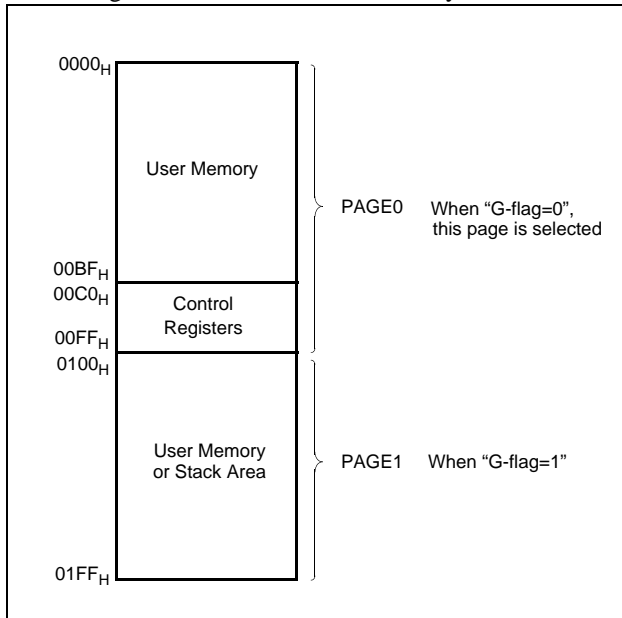 0000H
User Memory
PAGE0
When “G-flag=0”,
this page is selected
00BFH
00C0H
Control
Registers
00FFH
0100H
User Memory
or Stack Area
PAGE1
When “G-flag=1”
01FFH